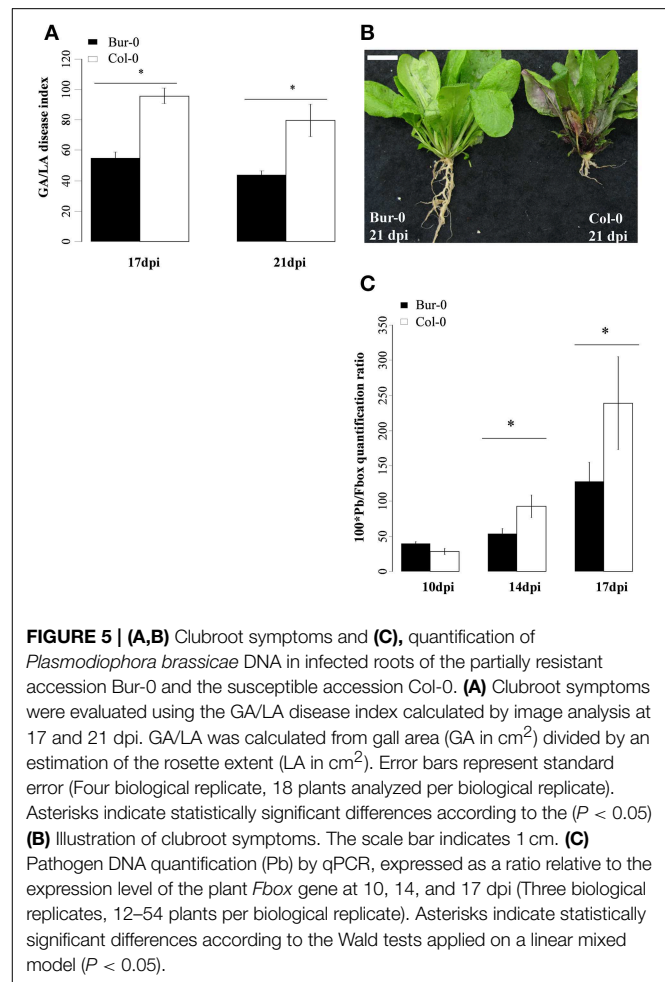 A
Bur-0
Col-0
GA/LA disease index
0 20 40 60 80 100 120
*
*
17dpi
21dpi
B
Bur-0
21 dpi
Col-0
21 dpi
C
Bur-0
Col-0
100*Pb/Fbox quantification ratio
0 50 100 150 200 250 300 350
*
*
10dpi
14dpi
17dpi
FIGURE 5 | (A,B) Clubroot symptoms and (C), quantification of
Plasmodiophora brassicae DNA in infected roots of the partially resistant
accession Bur-0 and the susceptible accession Col-0. (A) Clubroot symptoms
were evaluated using the GA/LA disease index calculated by image analysis at
17 and 21 dpi. GA/LA was calculated from gall area (GA in cm²) divided by an
estimation of the rosette extent (LA in cm²). Error bars represent standard
error (Four biological replicate, 18 plants analyzed per biological replicate).
Asterisks indicate statistically significant differences according to the (P < 0.05)
(B) Illustration of clubroot symptoms. The scale bar indicates 1 cm. (C)
Pathogen DNA quantification (Pb) by qPCR, expressed as a ratio relative to the
expression level of the plant Fbox gene at 10, 14, and 17 dpi (Three biological
replicates, 12–54 plants per biological replicate). Asterisks indicate statistically
significant differences according to the Wald tests applied on a linear mixed
model (P < 0.05).